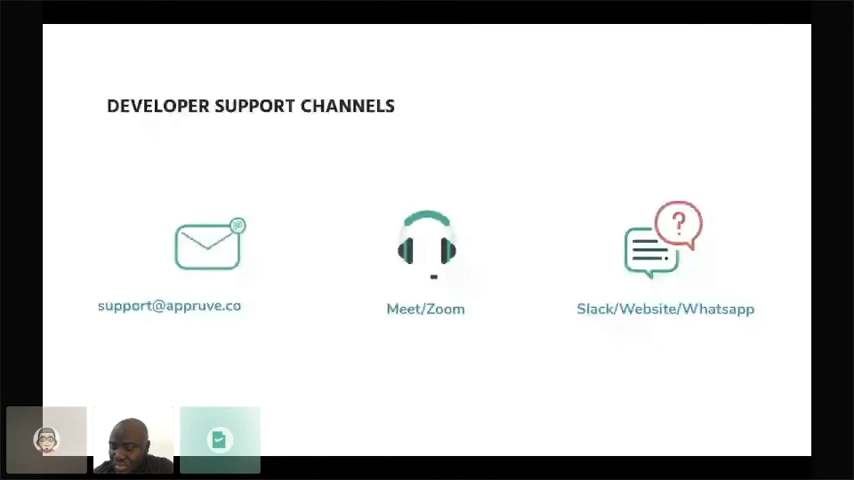 DEVELOPER SUPPORT CHANNELS
@
?
support@appruve.co
Meet/Zoom
Slack/Website/Whatsapp